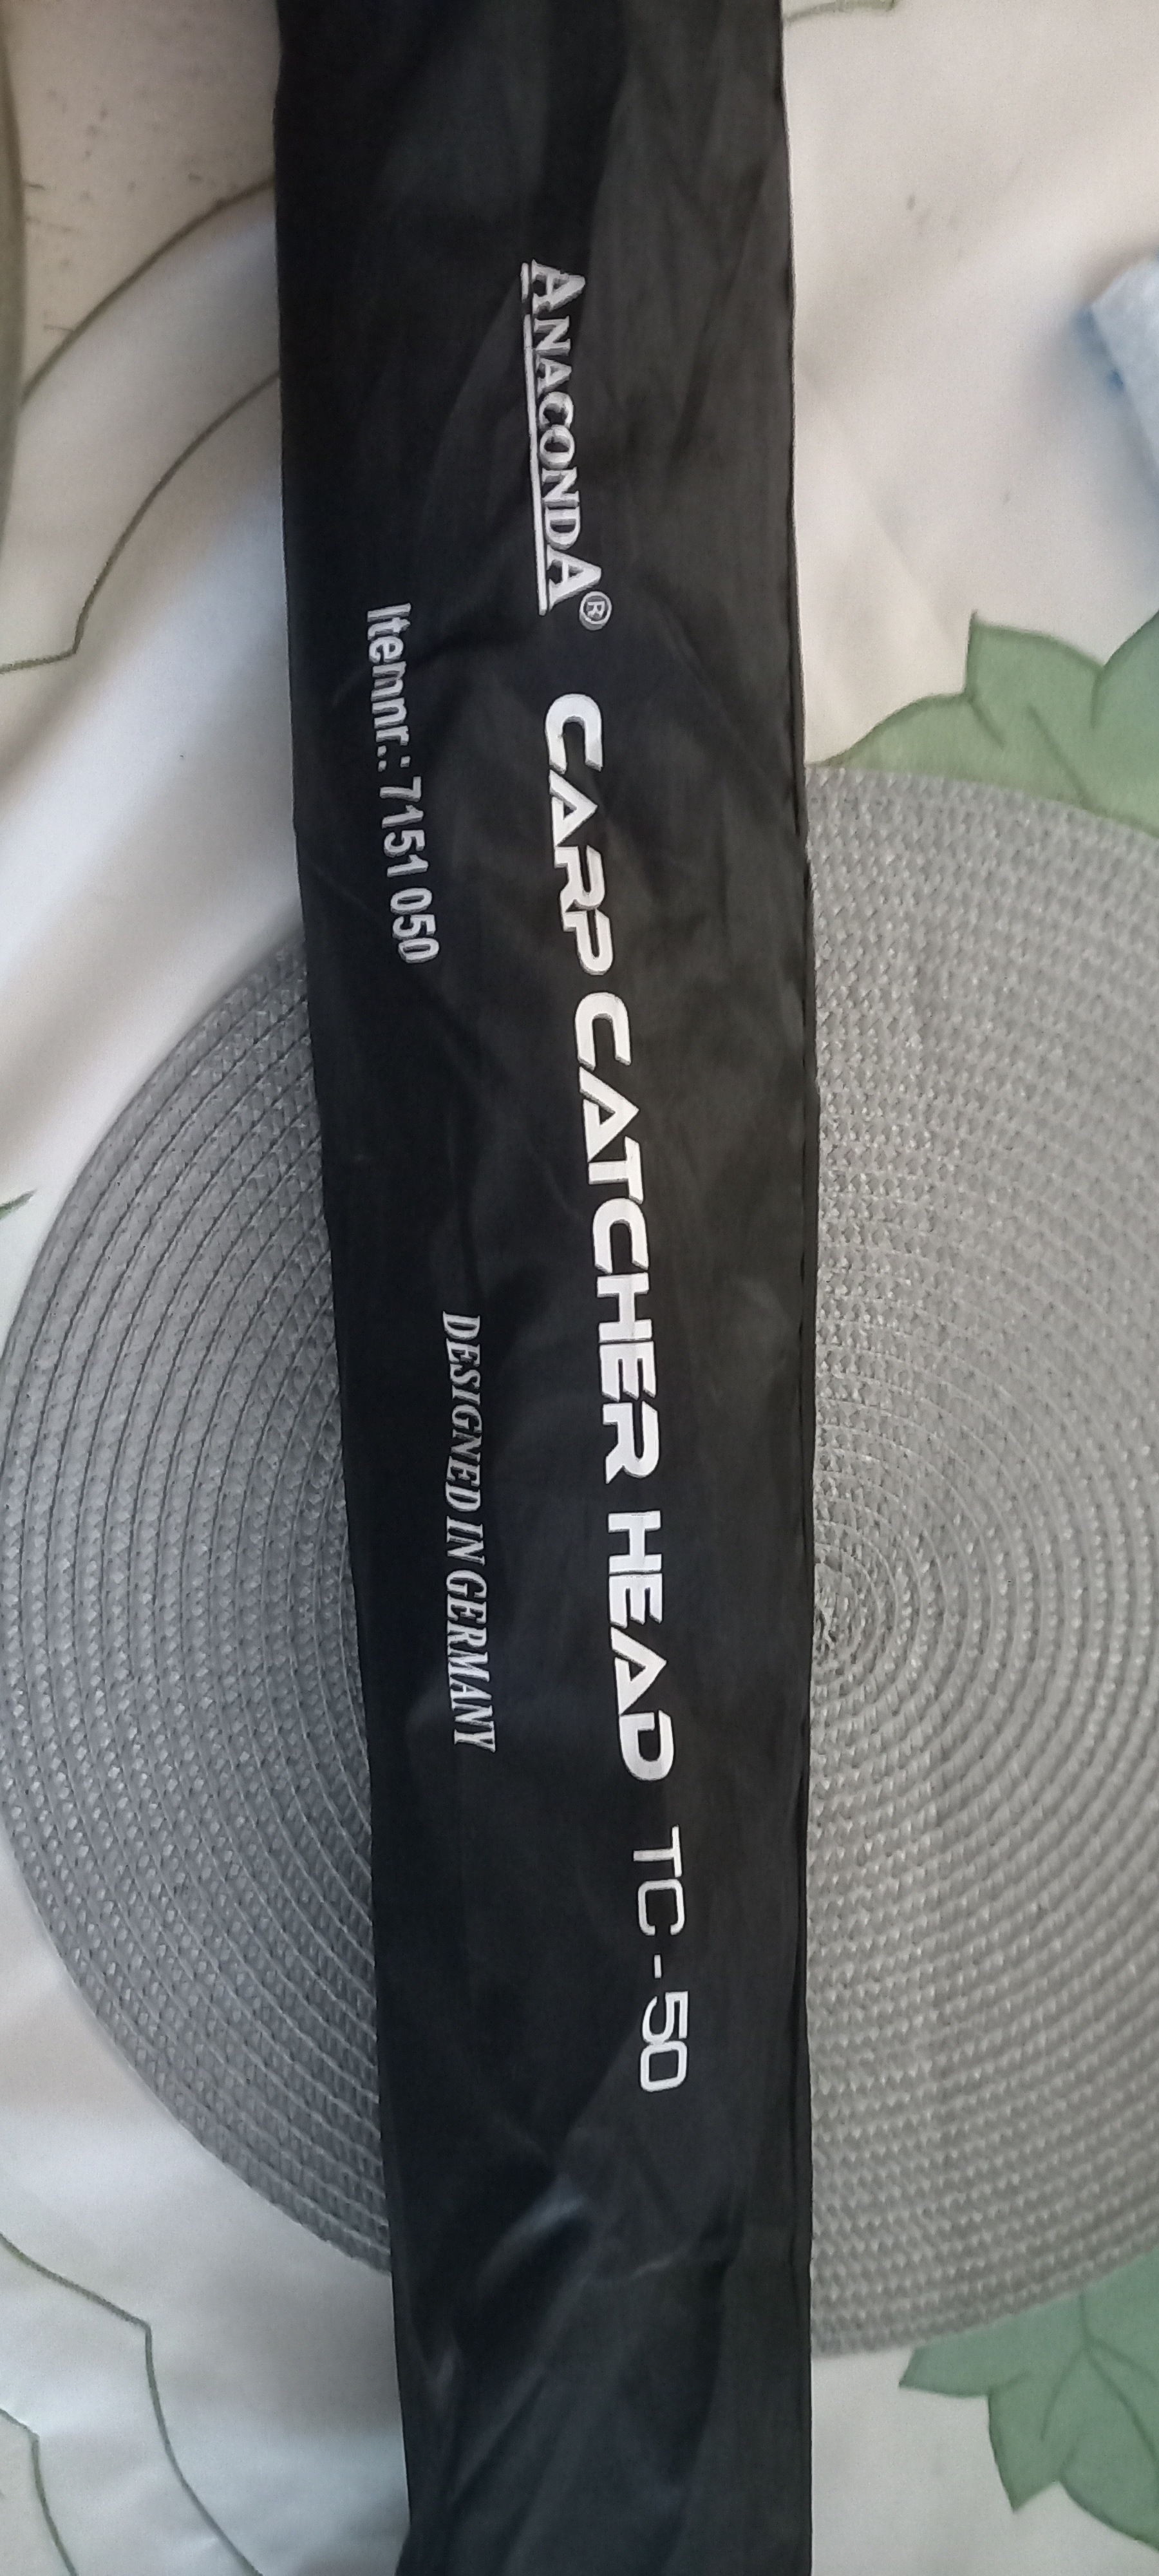 ANACONDA® CARP CATCHER HEAD TC-50
Itemnr.: 7151 050
DESIGNED IN GERMANY